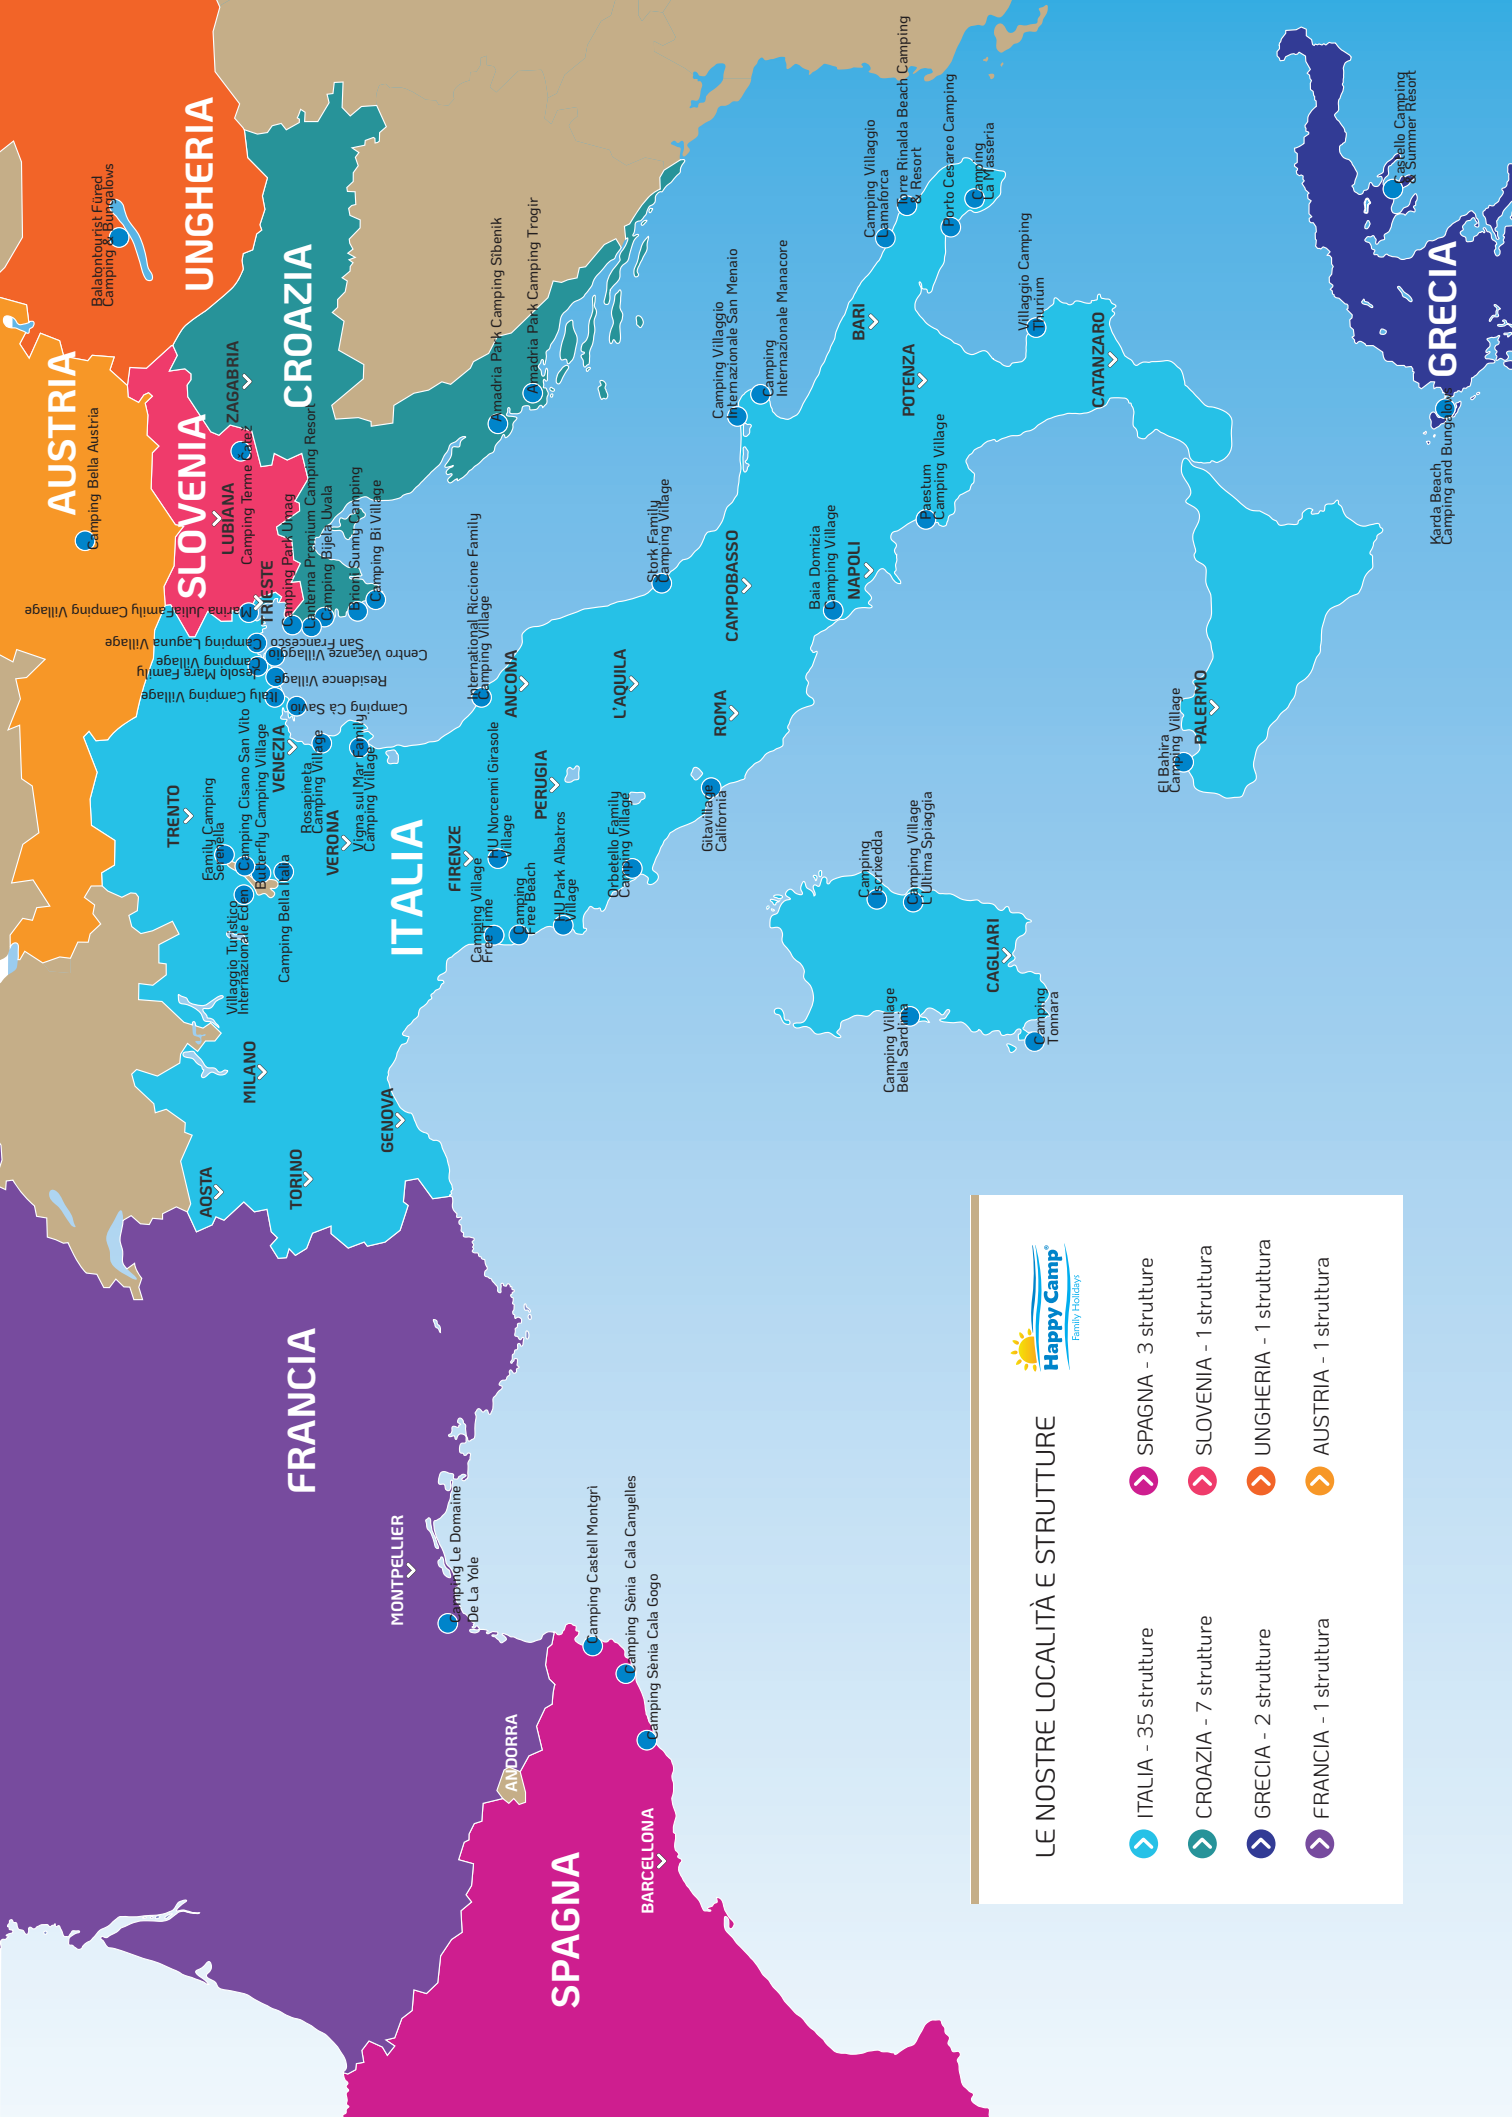 AUSTRIA
Camping Bella Austria
UNGHERIA
Balalontourist Füred
Camping & Bungalows
SLOVENIA
LUBIANA
Camping Terme Čatež
CROAZIA
ZAGABRIA
Camping Park Umag
Lanterna Premium Camping Resort
Camping Bijela Uvala
Brioni Sunny Camping
Camping Bi Village
Amadria Park Camping Sibenik
Amadria Park Camping Trogir
ITALIA
TRIESTE
Marina Julia Family Camping Village
Camping Laguna Village
San Francesco
Centro Vacanze Villaggio
Jesolo Mare Family
Camping Village
Residence Village
Italy Camping Village
Camping Cà Savio
VENEZIA
Rosapineta
Camping Village
Vigna sul Mar Family
Camping Village
TRENTO
Family Camping
Serenella
Camping Cisano San Vito
Butterfly Camping Village
Camping Bella Italia
Villaggio Turistico
Internazionale Eden
VERONA
MILANO
AOSTA
TORINO
GENOVA
FIRENZE
Camping Village
Free Time
Camping
Free Beach
HU Norcenni Girasole
Village
HU Park Albatros
Village
PERUGIA
Orbetello Family
Camping Village
International Riccione Family
Camping Village
ANCONA
L'AQUILA
ROMA
Gitavillage
California
Stork Family
Camping Village
CAMPOBASSO
Camping Villaggio
Internazionale San Menaio
Camping
Internazionale Manacore
Baia Domizia
Camping Village
NAPOLI
BARI
POTENZA
Paestum
Camping Village
Camping Villaggio
Lamaforca
Torre Rinalda Beach Camping
& Resort
Porto Cesareo Camping
Camping
La Masseria
Villaggio Camping
Thurium
CATANZARO
PALERMO
El Bahira
Camping Village
Camping
Iscrixedda
Camping Village
L'Ultima Spiaggia
CAGLIARI
Camping Village
Bella Sardinia
Camping
Tonnara
GRECIA
Castello Camping
& Summer Resort
Karda Beach
Camping and Bungalows
FRANCIA
MONTPELLIER
Camping Le Domaine
De La Yole
ANDORRA
SPAGNA
BARCELLONA
Camping Castell Montgrì
Camping Sènia Cala Canyelles
Camping Sènia Cala Gogo
LE NOSTRE LOCALITÀ E STRUTTURE
Happy Camp®
Family Holidays
ITALIA - 35 strutture
CROAZIA - 7 strutture
GRECIA - 2 strutture
FRANCIA - 1 struttura
SPAGNA - 3 strutture
SLOVENIA - 1 struttura
UNGHERIA - 1 struttura
AUSTRIA - 1 struttura